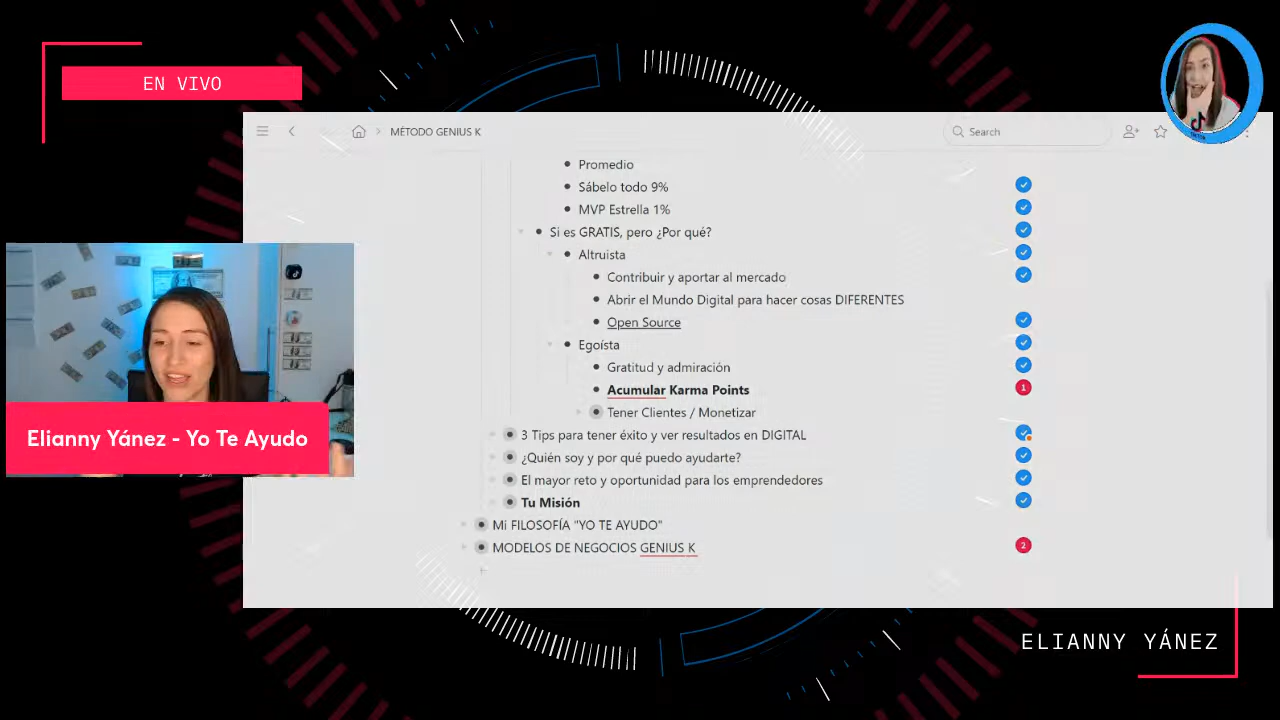 EN VIVO
MÉTODO GENIUS K
Search
Promedio
Sábelo todo 9%
MVP Estrella 1%
Si es GRATIS, pero ¿Por qué?
Altruista
Contribuir y aportar al mercado
Abrir el Mundo Digital para hacer cosas DIFERENTES
Open Source
Egoísta
Gratitud y admiración
Acumular Karma Points
1
Tener Clientes / Monetizar
3 Tips para tener éxito y ver resultados en DIGITAL
¿Quién soy y por qué puedo ayudarte?
El mayor reto y oportunidad para los emprendedores
Tu Misión
Mi FILOSOFÍA "YO TE AYUDO"
MODELOS DE NEGOCIOS GENIUS K
2
Elianny Yánez - Yo Te Ayudo
ELIANNY YÁNEZ